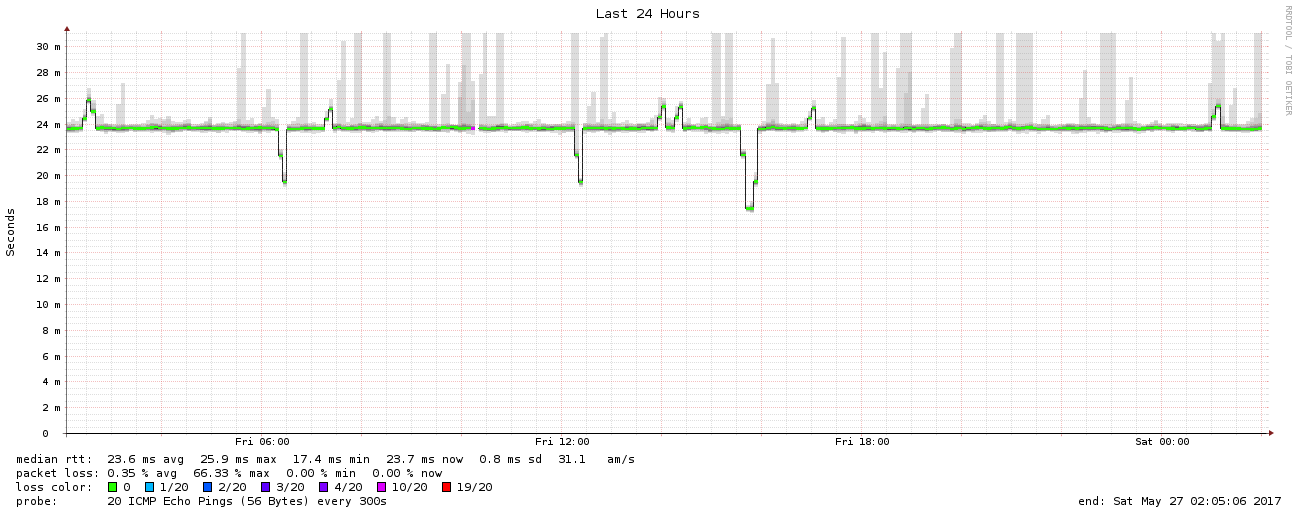 Last 24 Hours
RRDTOOL / TOBI OETIKER
Seconds
30 m
28 m
26 m
24 m
22 m
20 m
18 m
16 m
14 m
12 m
10 m
8 m
6 m
4 m
2 m
0
Fri 06:00 Fri 12:00 Fri 18:00 Sat 00:00
median rtt: 23.6 ms avg 25.9 ms max 17.4 ms min 23.7 ms now 0.8 ms sd 31.1 am/s
packet loss: 0.35 % avg 66.33 % max 0.00 % min 0.00 % now
loss color: 0 1/20 2/20 3/20 4/20 10/20 19/20
probe: 20 ICMP Echo Pings (56 Bytes) every 300s end: Sat May 27 02:05:06 2017